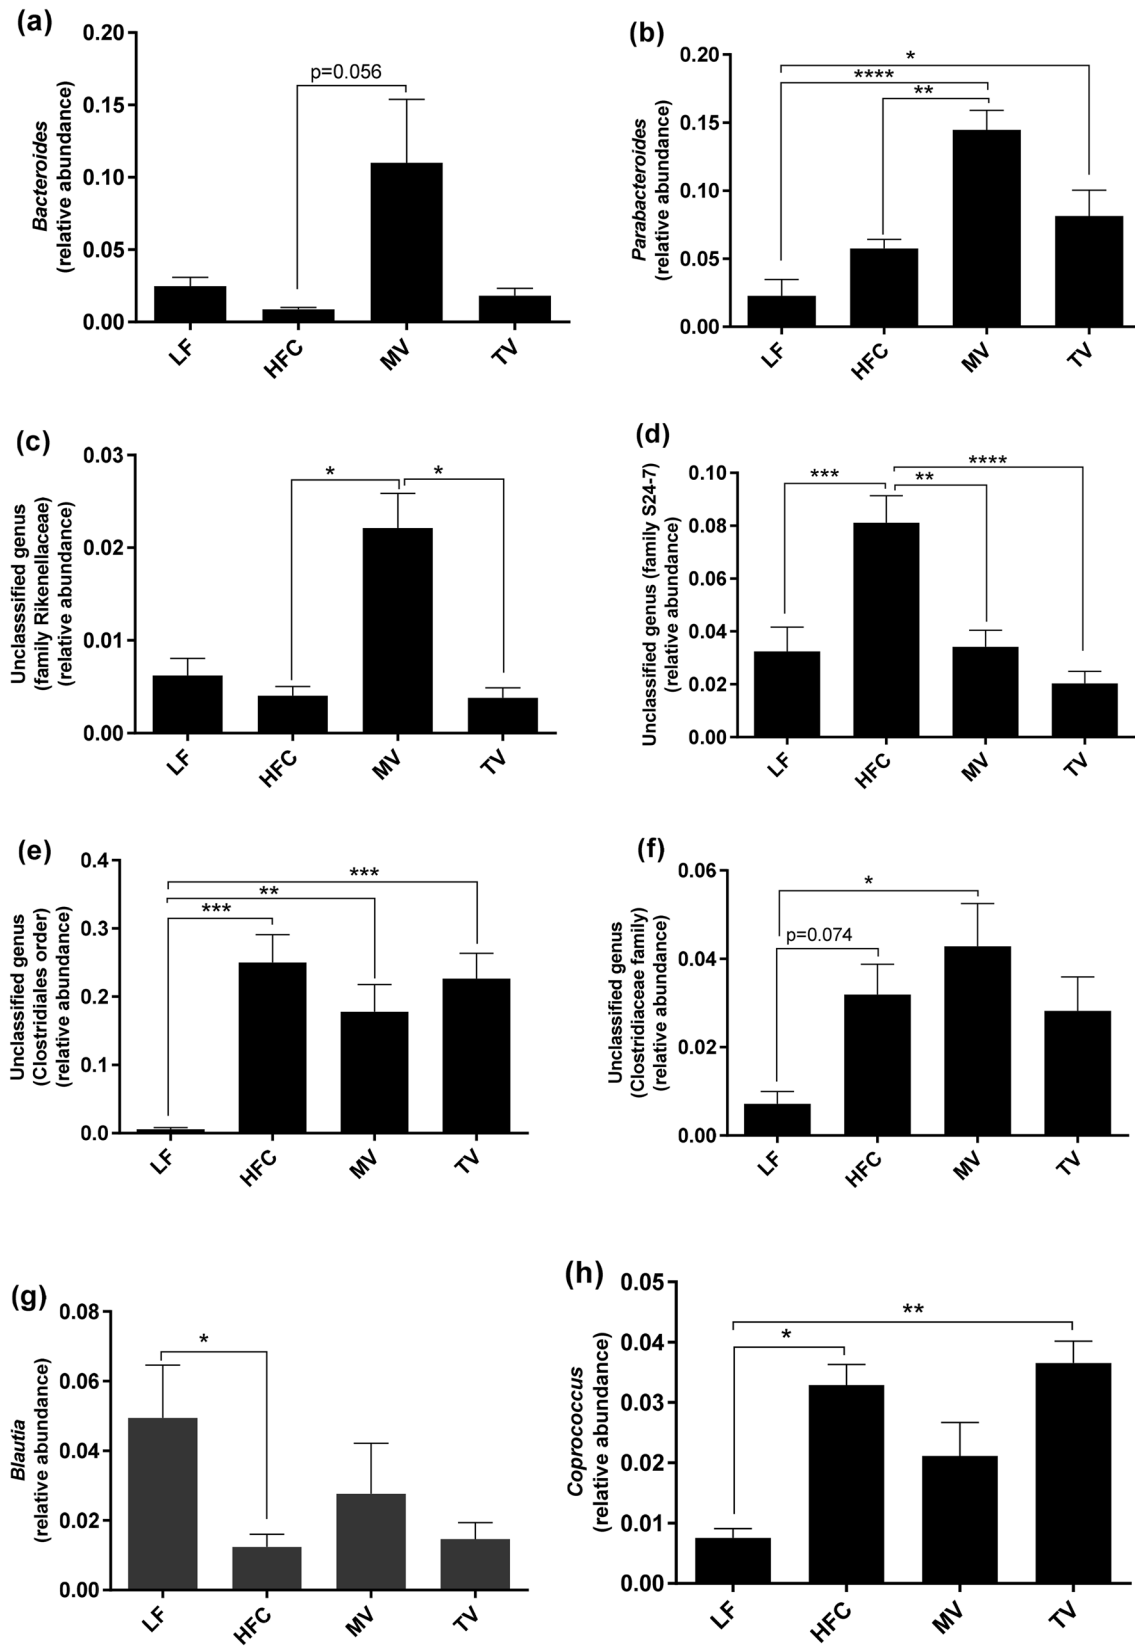 (a)
Bacteroides
(relative abundance)
0.20
0.15
0.10
0.05
0.00
p=0.056
LF
HFC
MV
TV
(b)
Parabacteroides
(relative abundance)
0.20
0.15
0.10
0.05
0.00
*
****
**
LF
HFC
MV
TV
(c)
Unclasssified genus
(family Rikenellaceae)
(relative abundance)
0.03
0.02
0.01
0.00
*
*
LF
HFC
MV
TV
(d)
Unclassified genus (family S24-7)
(relative abundance)
0.10
0.08
0.06
0.04
0.02
0.00
***
****
**
LF
HFC
MV
TV
(e)
Unclassified genus
(Clostridiales order)
(relative abundance)
0.4
0.3
0.2
0.1
0.0
***
**
***
LF
HFC
MV
TV
(f)
Unclassified genus
(Clostridiaceae family)
(relative abundance)
0.06
0.04
0.02
0.00
*
p=0.074
LF
HFC
MV
TV
(g)
Blautia
(relative abundance)
0.08
0.06
0.04
0.02
0.00
*
LF
HFC
MV
TV
(h)
Coprococcus
(relative abundance)
0.05
0.04
0.03
0.02
0.01
0.00
**
*
LF
HFC
MV
TV